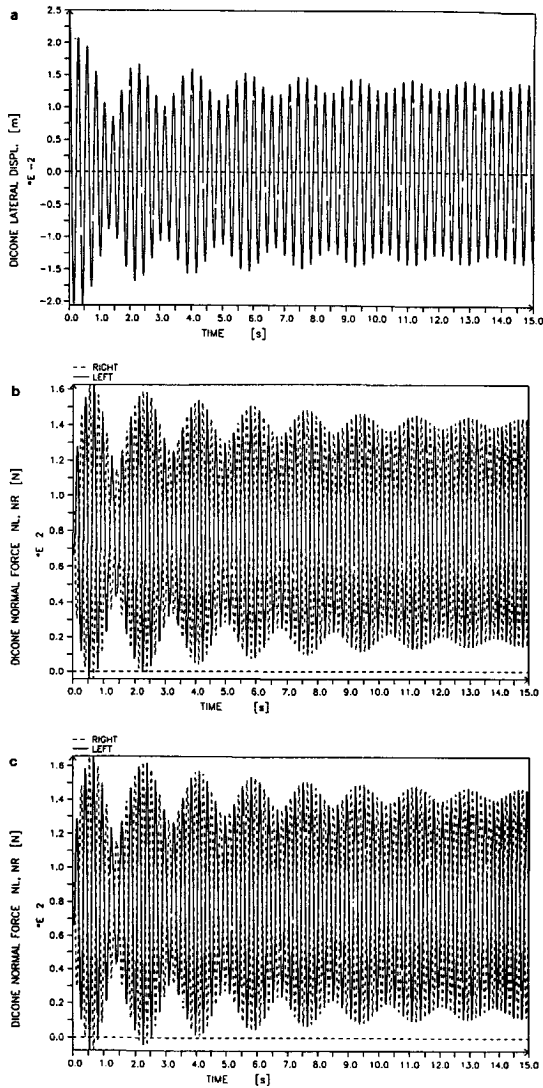 a
2.5
2.0
1.5
1.0
0.5
0.0
-0.5
-1.0
-1.5
-2.0
DICONE LATERAL DISPL. [m]
*E -2
0.0 1.0 2.0 3.0 4.0 5.0 6.0 7.0 8.0 9.0 10.0 11.0 12.0 13.0 14.0 15.0
TIME [s]
b
RIGHT
LEFT
1.6
1.4
1.2
1.0
0.8
0.6
0.4
0.2
0.0
DICONE NORMAL FORCE NL, NR [N]
*E 2
0.0 1.0 2.0 3.0 4.0 5.0 6.0 7.0 8.0 9.0 10.0 11.0 12.0 13.0 14.0 15.0
TIME [s]
c
RIGHT
LEFT
1.6
1.4
1.2
1.0
0.8
0.6
0.4
0.2
0.0
DICONE NORMAL FORCE NL, NR [N]
*E 2
0.0 1.0 2.0 3.0 4.0 5.0 6.0 7.0 8.0 9.0 10.0 11.0 12.0 13.0 14.0 15.0
TIME [s]